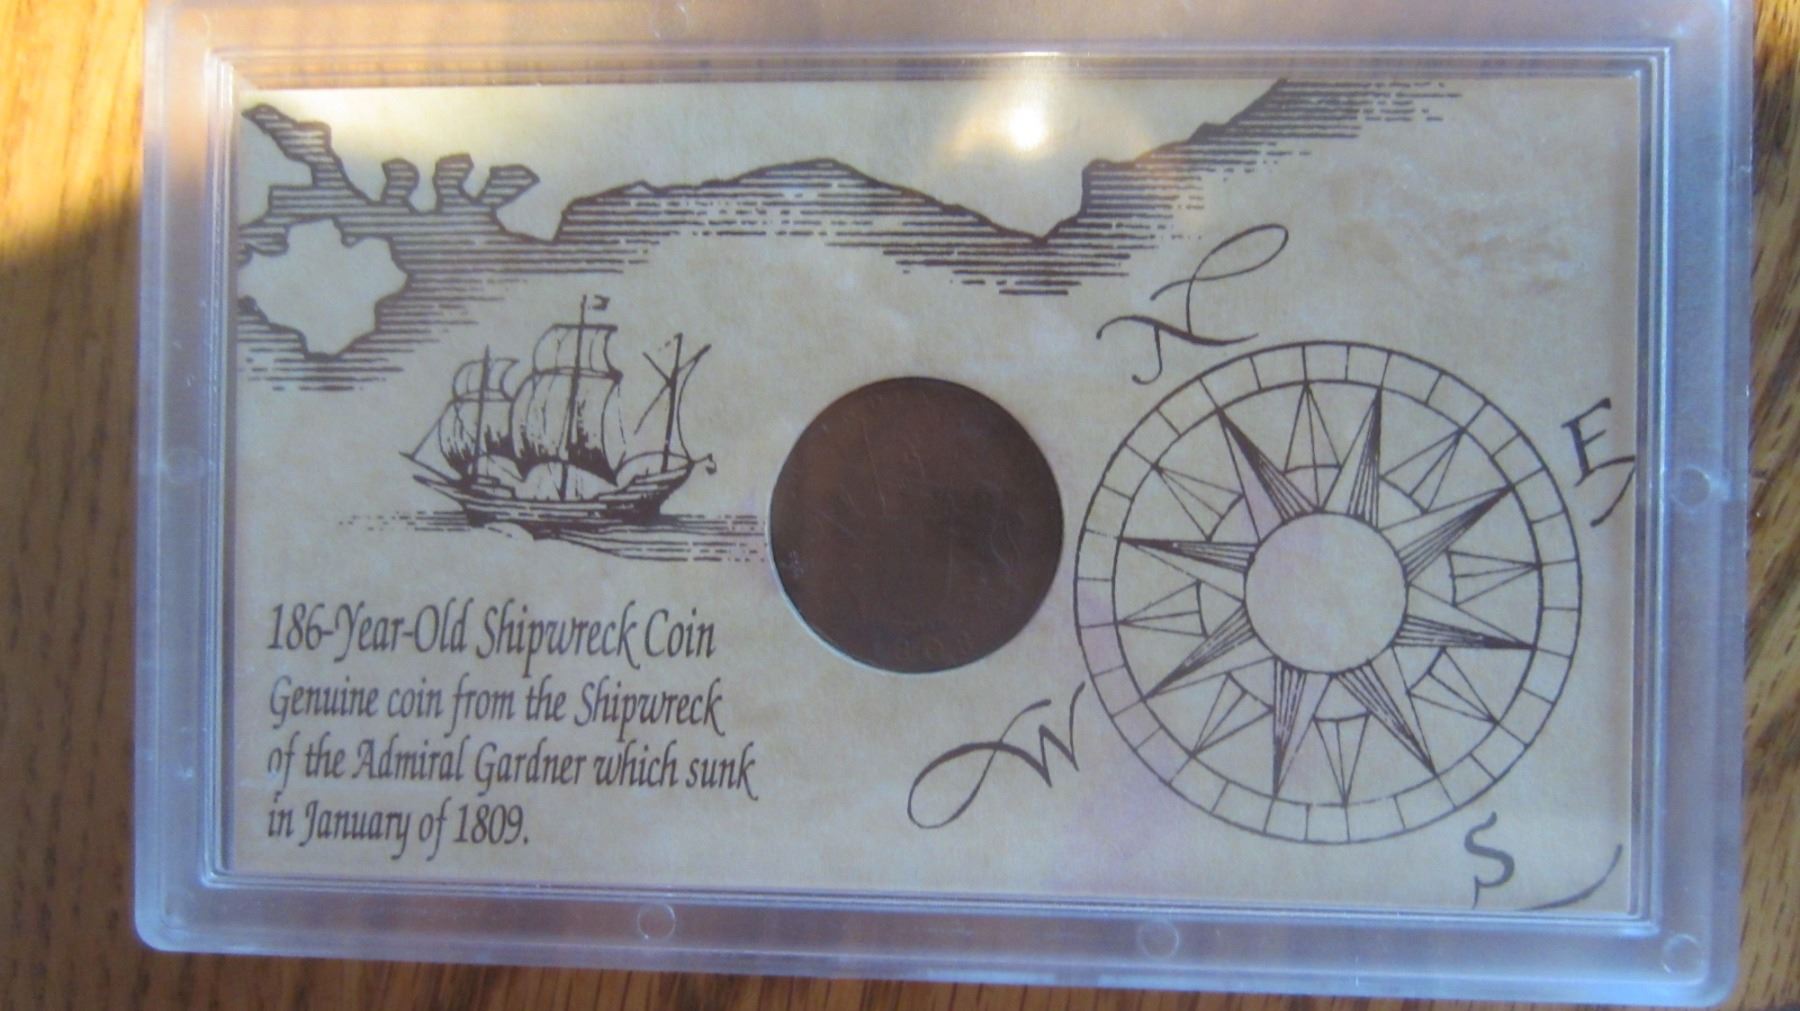 N
E
186-Year-Old Shipwreck Coin
Genuine coin from the Shipwreck
of the Admiral Gardner which sunk
in January of 1809.
1808
W
S